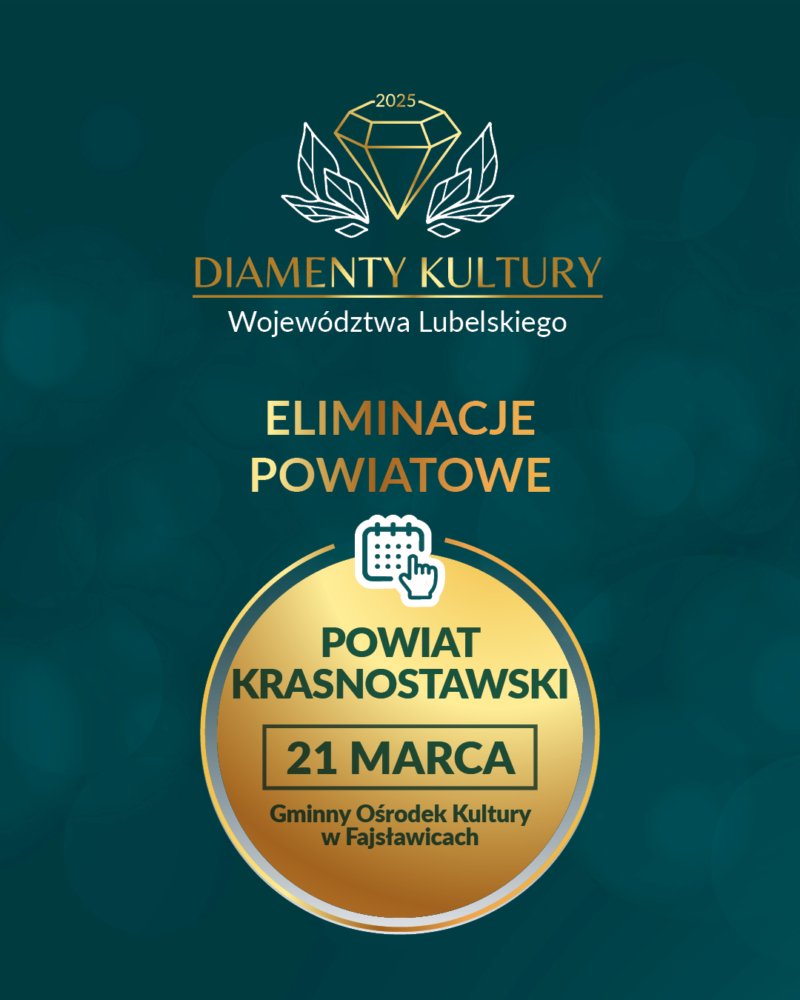 2025
DIAMENTY KULTURY
Województwa Lubelskiego
ELIMINACJE
POWIATOWE
POWIAT
KRASNOSTAWSKI
21 MARCA
Gminny Ośrodek Kultury
w Fajsławicach